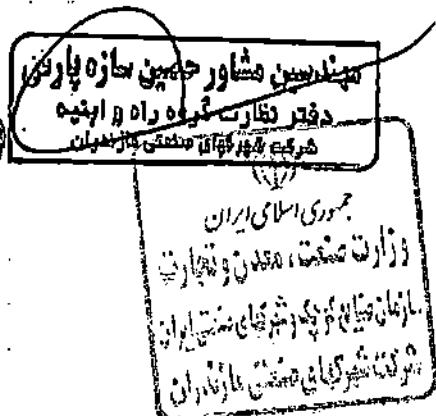 مهندسین مشاور حصین سازه پارس
دفتر نظارت گروه راه و ابنیه
شرکت شهرکهای صنعتی مازندران
جمهوری اسلامی ایران
وزارت صنعت، معدن و تجارت
سازمان صنایع کوچک و شهرکهای صنعتی ایران
شرکت شهرکهای صنعتی مازندران